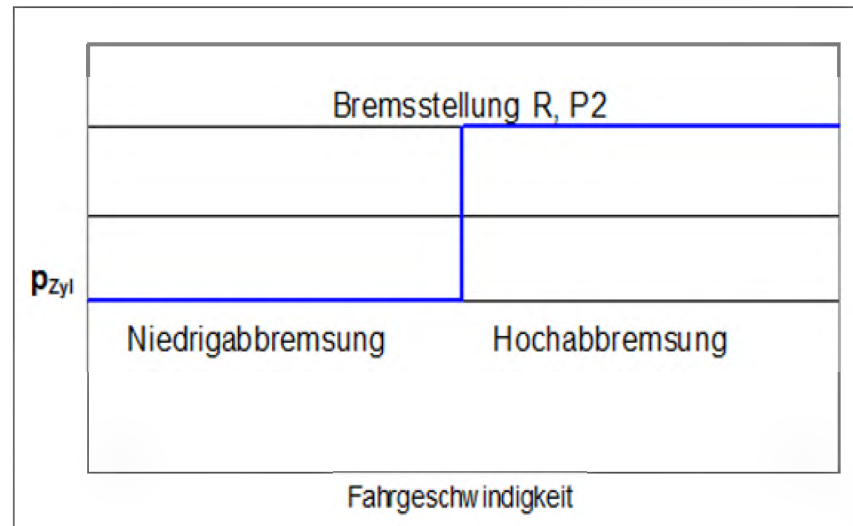 Bremsstellung R, P2
pZyl
Niedrigabbremsung Hochabbremsung
Fahrgeschwindigkeit